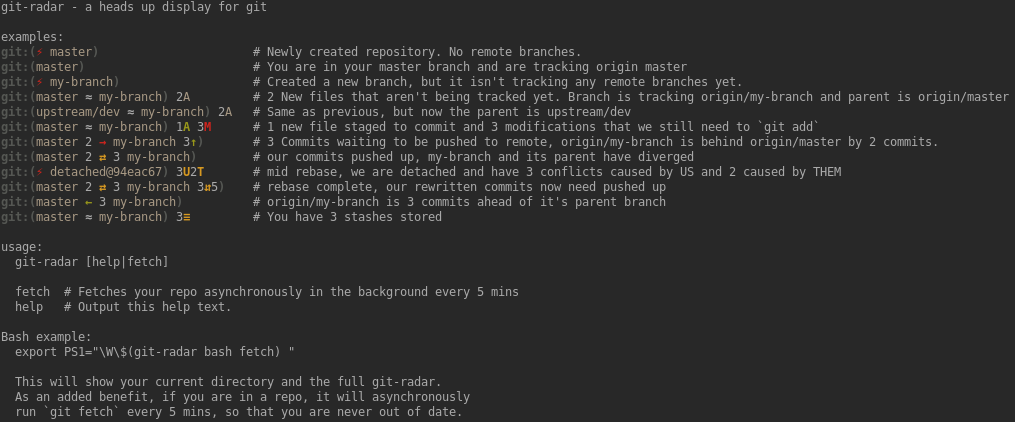 git-radar - a heads up display for git

examples:
git:(⚡ master)                      # Newly created repository. No remote branches.
git:(master)                        # You are in your master branch and are tracking origin master
git:(⚡ my-branch)                   # Created a new branch, but it isn't tracking any remote branches yet.
git:(master ≈ my-branch) 2A         # 2 New files that aren't being tracked yet. Branch is tracking origin/my-branch and parent is origin/master
git:(upstream/dev ≈ my-branch) 2A   # Same as previous, but now the parent is upstream/dev
git:(master ≈ my-branch) 1A 3M      # 1 new file staged to commit and 3 modifications that we still need to `git add`
git:(master 2 → my-branch 3↑)       # 3 Commits waiting to be pushed to remote, origin/my-branch is behind origin/master by 2 commits.
git:(master 2 ⇄ 3 my-branch)        # our commits pushed up, my-branch and its parent have diverged
git:(⚡ detached@94eac67) 3U2T       # mid rebase, we are detached and have 3 conflicts caused by US and 2 caused by THEM
git:(master 2 ⇄ 3 my-branch 3⇵5)    # rebase complete, our rewritten commits now need pushed up
git:(master ← 3 my-branch)          # origin/my-branch is 3 commits ahead of it's parent branch
git:(master ≈ my-branch) 3≡         # You have 3 stashes stored

usage:
  git-radar [help|fetch]

  fetch  # Fetches your repo asynchronously in the background every 5 mins
  help   # Output this help text.

Bash example:
  export PS1="\W\$(git-radar bash fetch) "

  This will show your current directory and the full git-radar.
  As an added benefit, if you are in a repo, it will asynchronously
  run `git fetch` every 5 mins, so that you are never out of date.